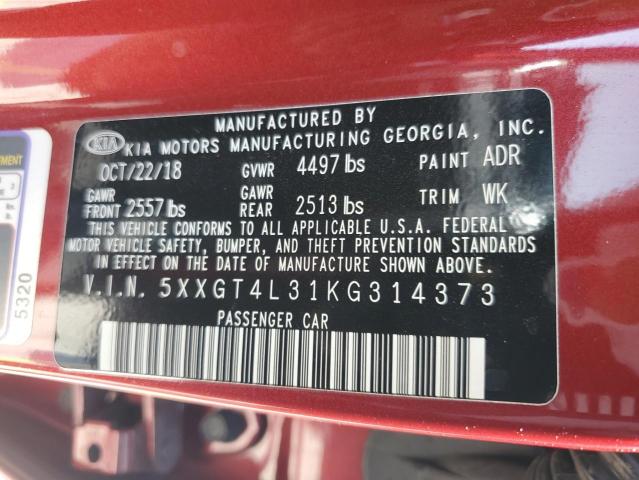 MANUFACTURED BY
KIA KIA MOTORS MANUFACTURING GEORGIA, INC.
OCT/22/18 GVWR 4497 lbs PAINT ADR
GAWR FRONT 2557 lbs GAWR REAR 2513 lbs TRIM WK
THIS VEHICLE CONFORMS TO ALL APPLICABLE U.S.A. FEDERAL
MOTOR VEHICLE SAFETY, BUMPER, AND THEFT PREVENTION STANDARDS
IN EFFECT ON THE DATE OF MANUFACTURE SHOWN ABOVE.
V.I.N. 5XXGT4L31KG314373
PASSENGER CAR
5320